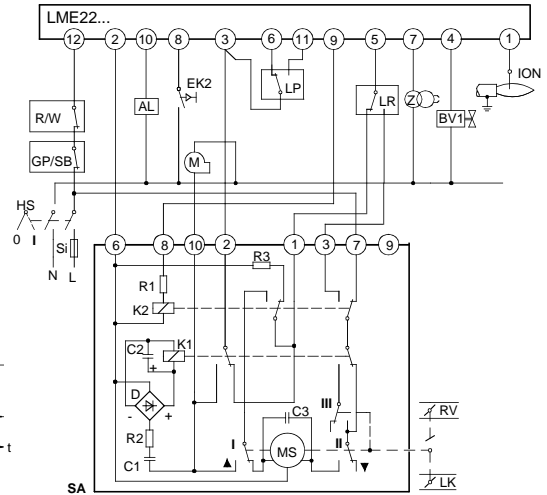 LME22...
12 2 10 8 3 6 11 9 5 7 4 1
ION
EK2
LP
LR
Z
AL
BV1
R/W
M
GP/SB
HS
0 I
Si
N L
6 8 10 2 1 3 7 9
R3
R1
K2
K1
C2
+
D
- +
C3
III
RV
R2
I
MS
II
t
C1
LK
SA